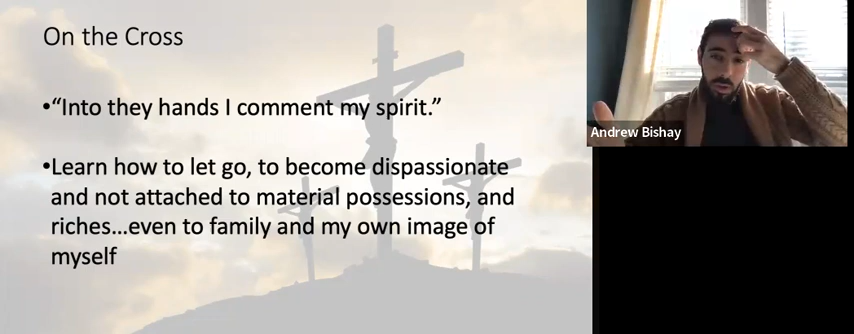 On the Cross
•“Into they hands I comment my spirit.”
•Learn how to let go, to become dispassionate
and not attached to material possessions, and
riches...even to family and my own image of
myself
Andrew Bishay